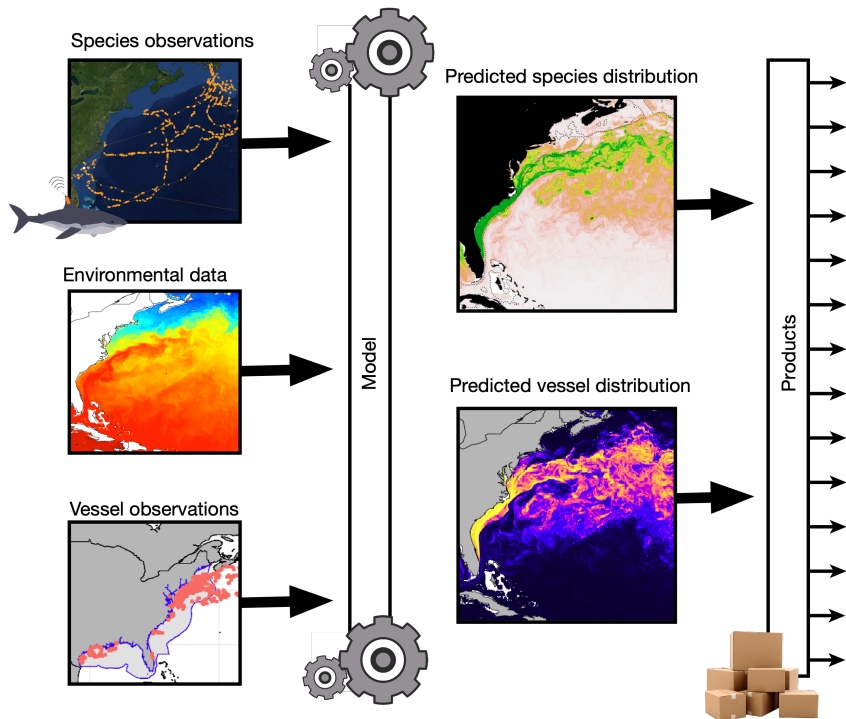 Species observations
Environmental data
Vessel observations
Model
Predicted species distribution
Predicted vessel distribution
Products